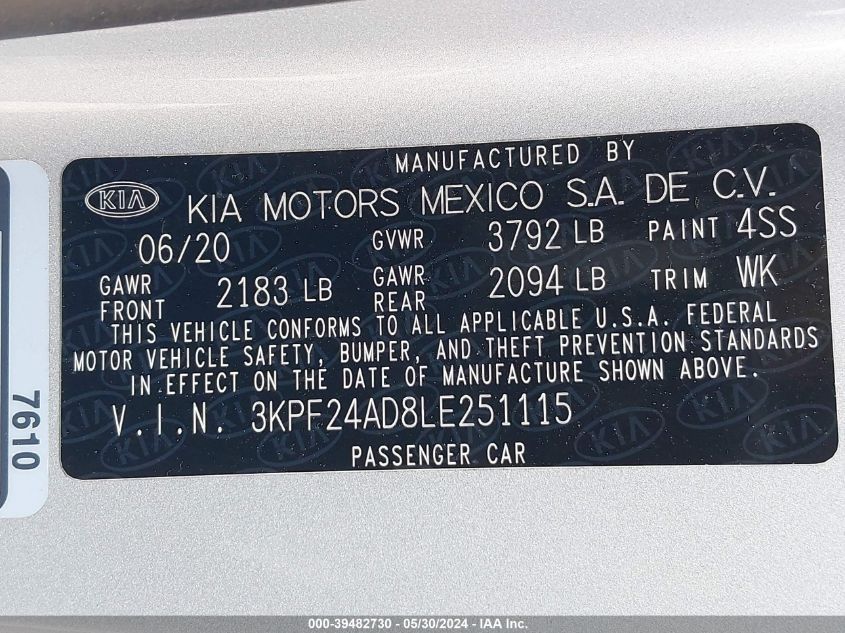 MANUFACTURED BY
KIA KIA MOTORS MEXICO S.A. DE C.V.
06/20 GVWR 3792 LB PAINT 4SS
GAWR FRONT 2183 LB GAWR REAR 2094 LB TRIM WK
THIS VEHICLE CONFORMS TO ALL APPLICABLE U.S.A. FEDERAL
MOTOR VEHICLE SAFETY, BUMPER, AND THEFT PREVENTION STANDARDS
IN EFFECT ON THE DATE OF MANUFACTURE SHOWN ABOVE.
V.I.N. 3KPF24AD8LE251115
PASSENGER CAR
7610
000-39482730 - 05/30/2024 - IAA Inc.